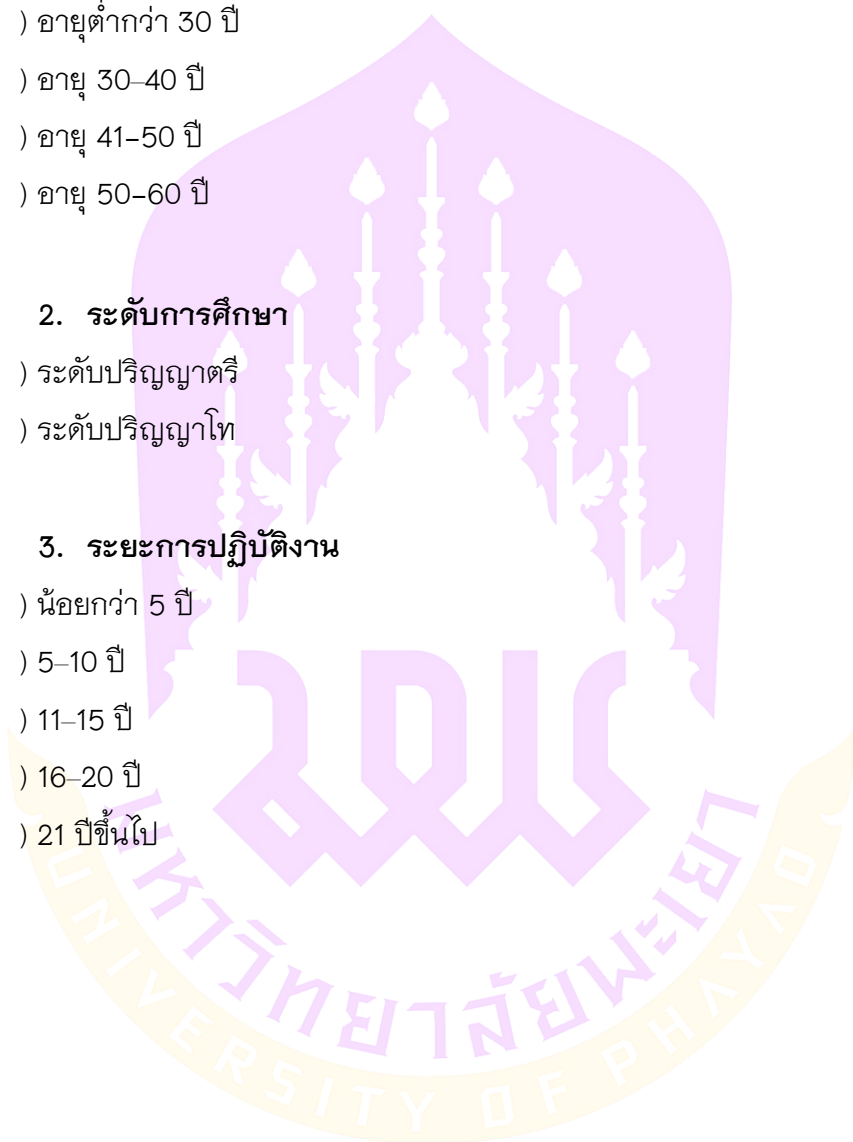 ) อายุต่ำกว่า 30 ปี
) อายุ 30–40 ปี
) อายุ 41-50 ปี
) อายุ 50-60 ปี
2. ระดับการศึกษา
) ระดับปริญญาตรี
) ระดับปริญญาโท
3. ระยะการปฏิบัติงาน
) น้อยกว่า 5 ปี
) 5–10 ปี
) 11–15 ปี
) 16–20 ปี
) 21 ปีขึ้นไป
มหาวิทยาลัยพะเยา
UNIVERSITY OF PHAYAO